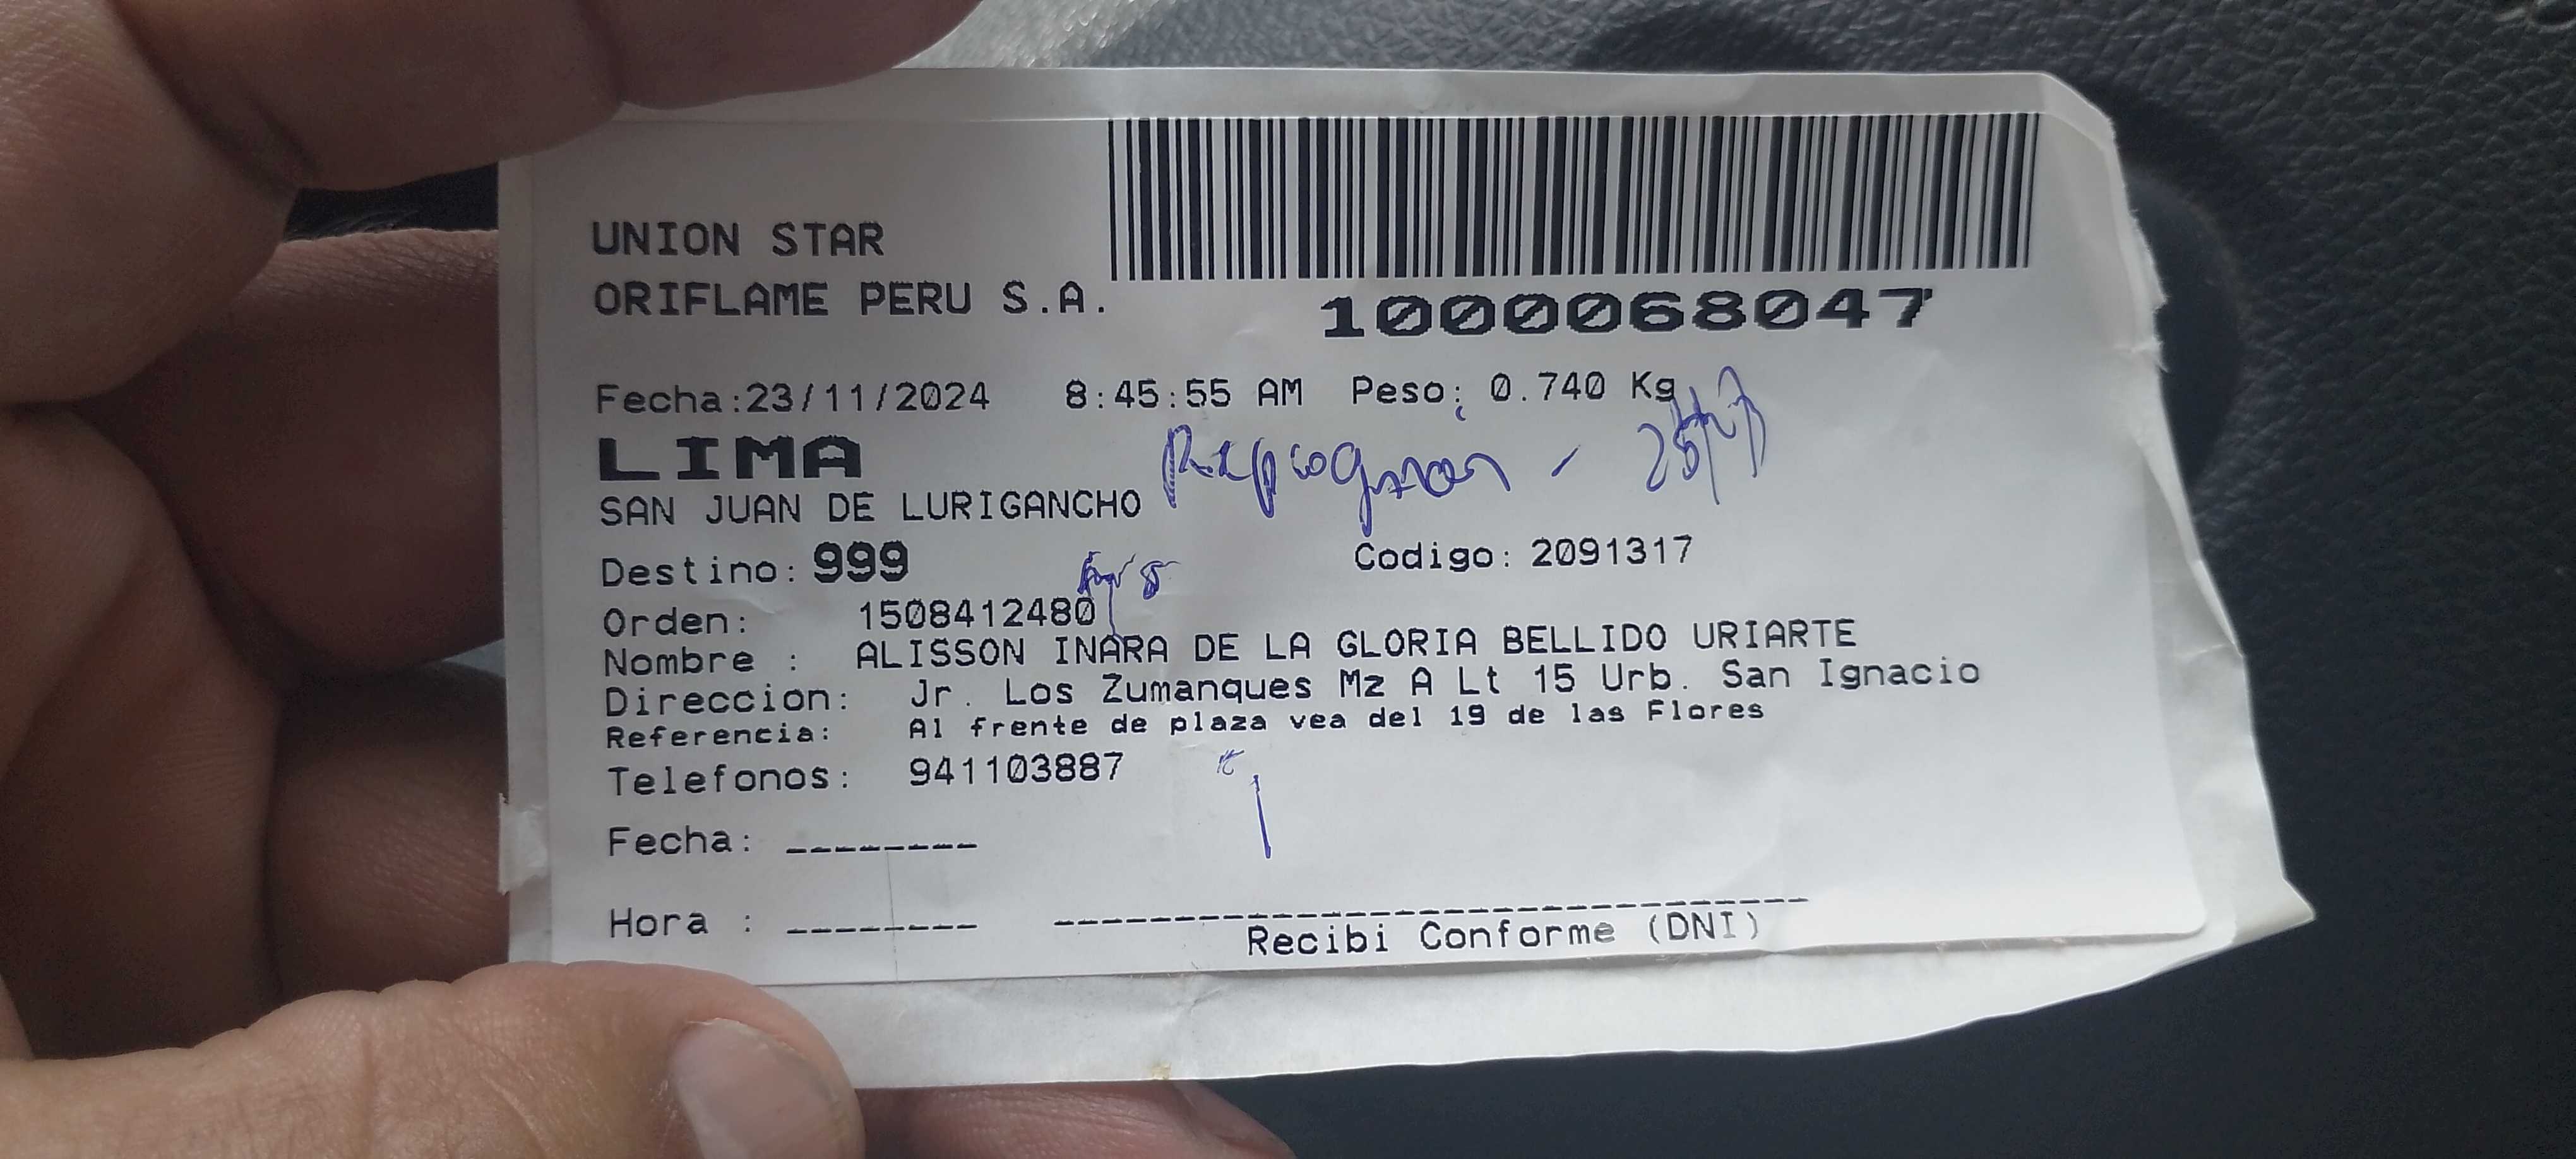 UNION STAR
ORIFLAME PERU S.A.
1000068047
Fecha:23/11/2024 8:45:55 AM Peso: 0.740 Kg
LIMA
SAN JUAN DE LURIGANCHO
Destino: 999 Codigo: 2091317
Orden: 1508412480
Nombre : ALISSON INARA DE LA GLORIA BELLIDO URIARTE
Direccion: Jr. Los Zumanques Mz A Lt 15 Urb. San Ignacio
Referencia: Al frente de plaza vea del 19 de las Flores
Telefonos: 941103887
Fecha: ________
Hora : ________
Recibi Conforme (DNI)